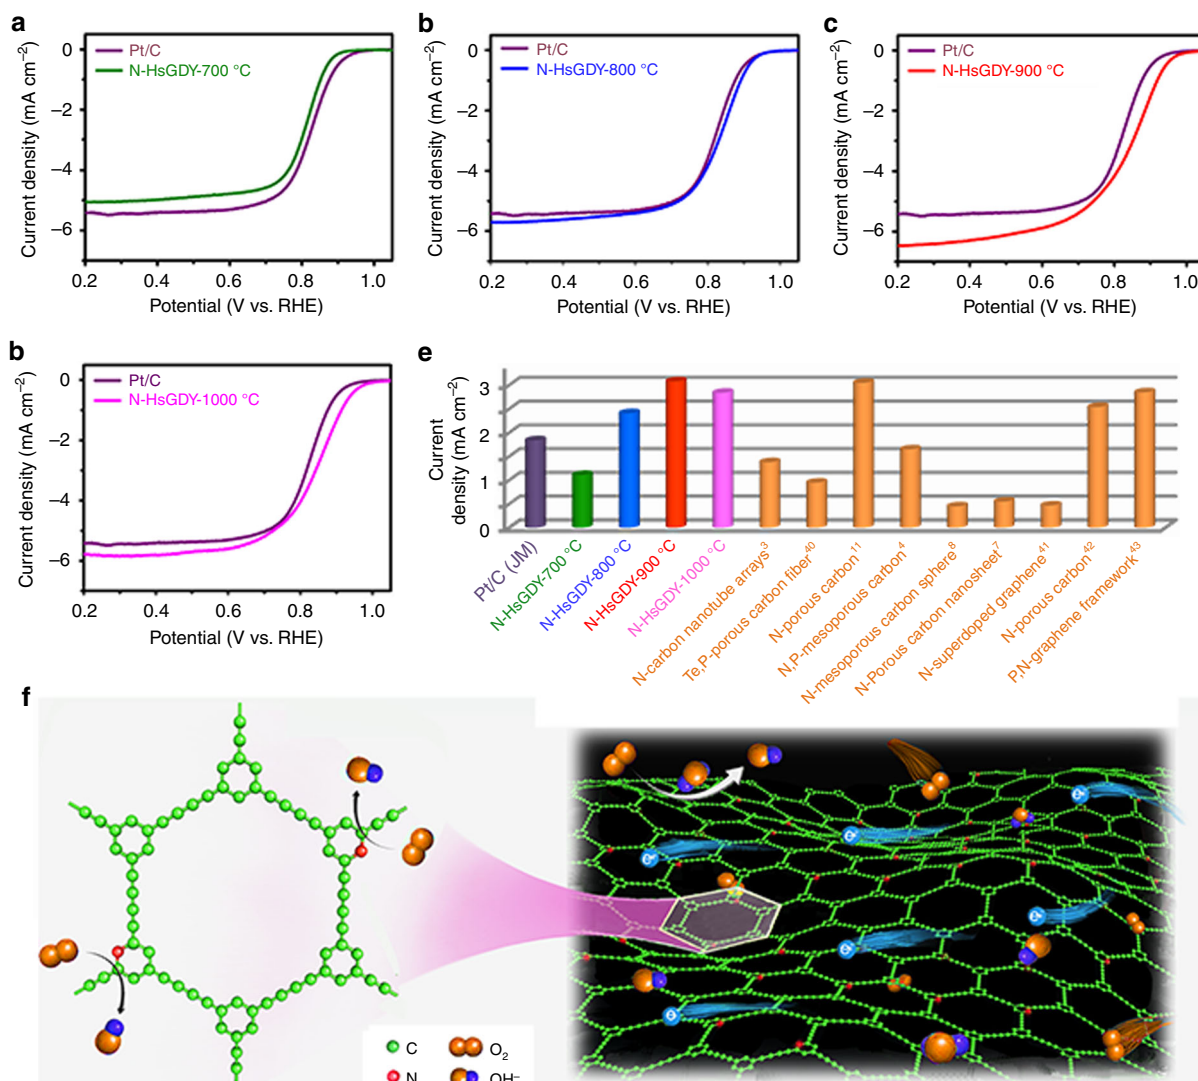 a
Current density (mA cm⁻²)
0
–2
–4
–6
Pt/C
N-HsGDY-700 °C
0.2 0.4 0.6 0.8 1.0
Potential (V vs. RHE)
b
Current density (mA cm⁻²)
0
–2
–4
–6
Pt/C
N-HsGDY-800 °C
0.2 0.4 0.6 0.8 1.0
Potential (V vs. RHE)
c
Current density (mA cm⁻²)
0
–2
–4
–6
Pt/C
N-HsGDY-900 °C
0.2 0.4 0.6 0.8 1.0
Potential (V vs. RHE)
b
Current density (mA cm⁻²)
0
–2
–4
–6
Pt/C
N-HsGDY-1000 °C
0.2 0.4 0.6 0.8 1.0
Potential (V vs. RHE)
e
Current
density (mA cm⁻²)
3
2
1
0
Pt/C (JM)
N-HsGDY-700 °C
N-HsGDY-800 °C
N-HsGDY-900 °C
N-HsGDY-1000 °C
N-carbon nanotube arrays³
Te,P-porous carbon fiber⁴⁰
N-porous carbon¹¹
N,P-mesoporous carbon⁴
N-mesoporous carbon sphere⁸
N-Porous carbon nanosheet⁷
N-superdoped graphene⁴¹
N-porous carbon⁴²
P,N-graphene framework⁴³
f
C
O₂
N
OH⁻